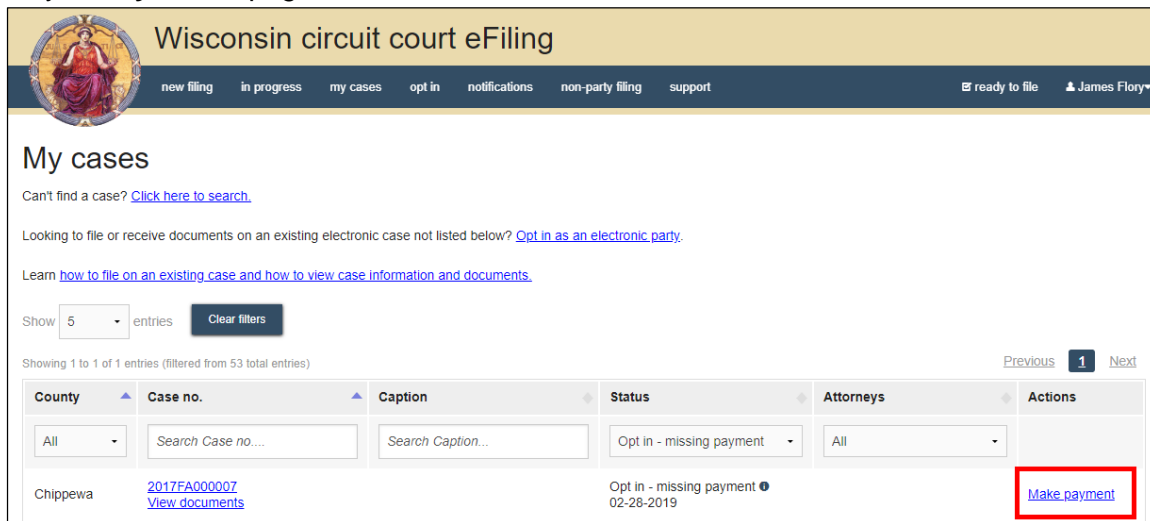 Wisconsin circuit court eFiling
new filing in progress my cases opt in notifications non-party filing support ready to file James Flory
My cases
Can't find a case? Click here to search.
Looking to file or receive documents on an existing electronic case not listed below? Opt in as an electronic party.
Learn how to file on an existing case and how to view case information and documents.
Show 5 entries Clear filters
Showing 1 to 1 of 1 entries (filtered from 53 total entries) Previous 1 Next
County Case no. Caption Status Attorneys Actions
All Search Case no.... Search Caption... Opt in - missing payment All
Chippewa 2017FA000007 Opt in - missing payment Make payment
View documents 02-28-2019